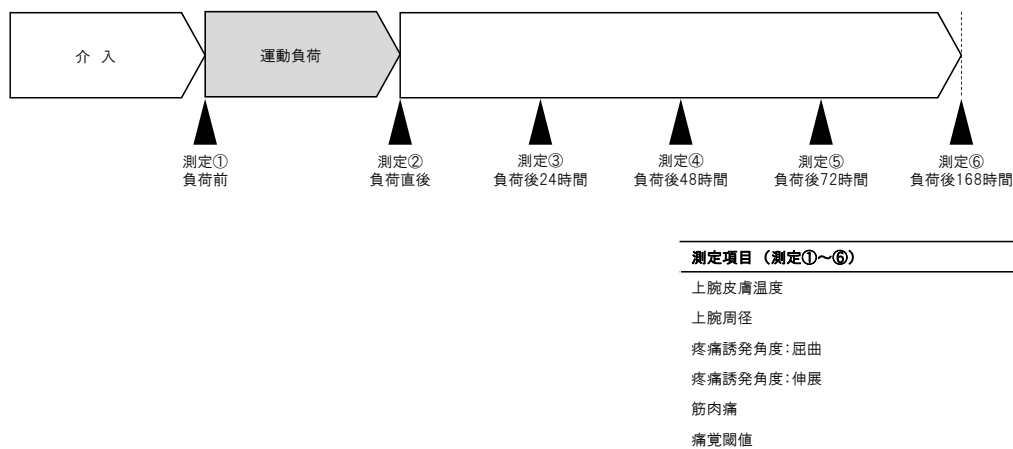 介 入
運動負荷
測定①
負荷前
測定②
負荷直後
測定③
負荷後24時間
測定④
負荷後48時間
測定⑤
負荷後72時間
測定⑥
負荷後168時間
測定項目（測定①～⑥）
上腕皮膚温度
上腕周径
疼痛誘発角度:屈曲
疼痛誘発角度:伸展
筋肉痛
痛覚閾値